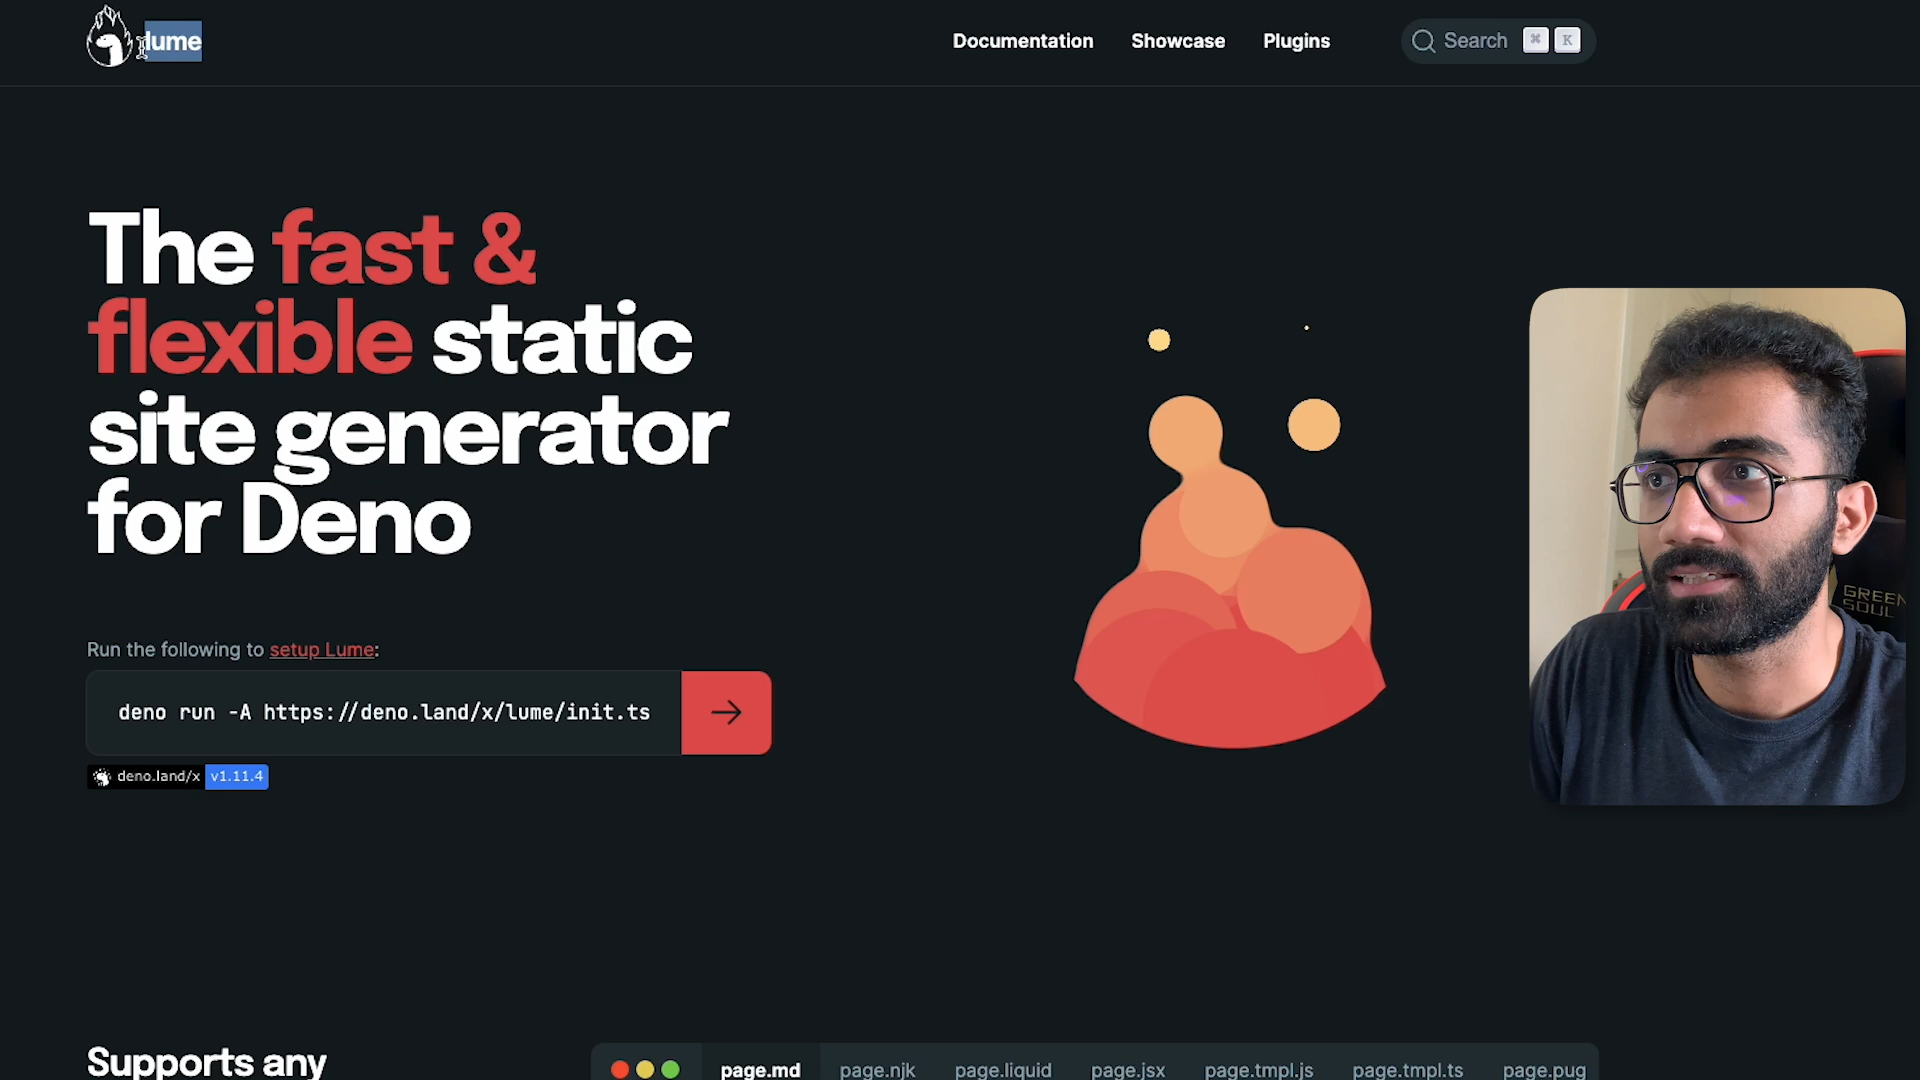 lume
Documentation
Showcase
Plugins
Search ⌘ K
The fast &
flexible static
site generator
for Deno
Run the following to setup Lume:
deno run -A https://deno.land/x/lume/init.ts
deno.land/x v1.11.4
GREEN
SOUL
Supports any
page.md
page.njk
page.liquid
page.jsx
page.tmpl.js
page.tmpl.ts
page.pug